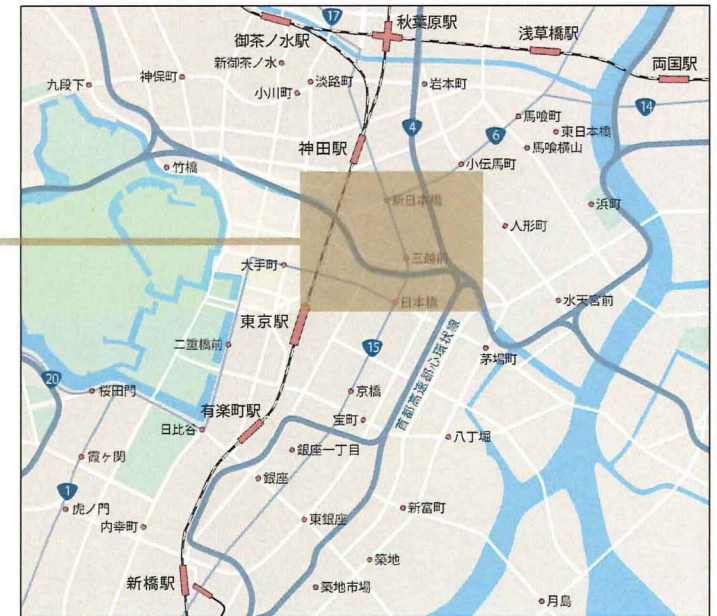 17
秋葉原駅
御茶ノ水駅
浅草橋駅
両国駅
新御茶ノ水
九段下
神保町
淡路町
小川町
岩本町
14
馬喰町
4
6
東日本橋
神田駅
馬喰横山
竹橋
小伝馬町
新日本橋
浜町
人形町
三越前
大手町
日本橋
水天宮前
東京駅
二重橋前
15
茅場町
首都高速都心環状線
20
桜田門
京橋
有楽町駅
宝町
日比谷
八丁堀
霞ヶ関
銀座一丁目
銀座
1
虎ノ門
新富町
内幸町
東銀座
築地
新橋駅
築地市場
月島